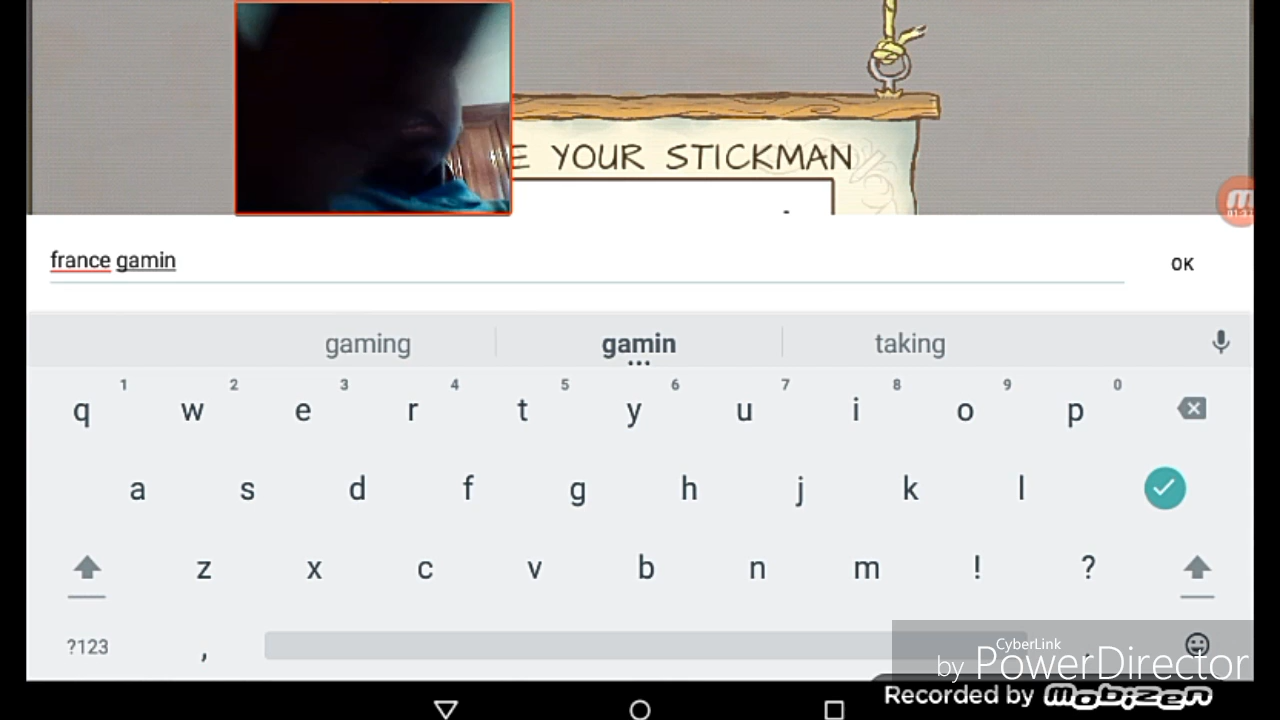 E YOUR STICKMAN
france gamin
OK
gaming gamin taking
1 2 3 4 5 6 7 8 9 0
q w e r t y u i o p
a s d f g h j k l
z x c v b n m ! ?
?123 , .
CyberLink
by PowerDirector
Recorded by mobizen